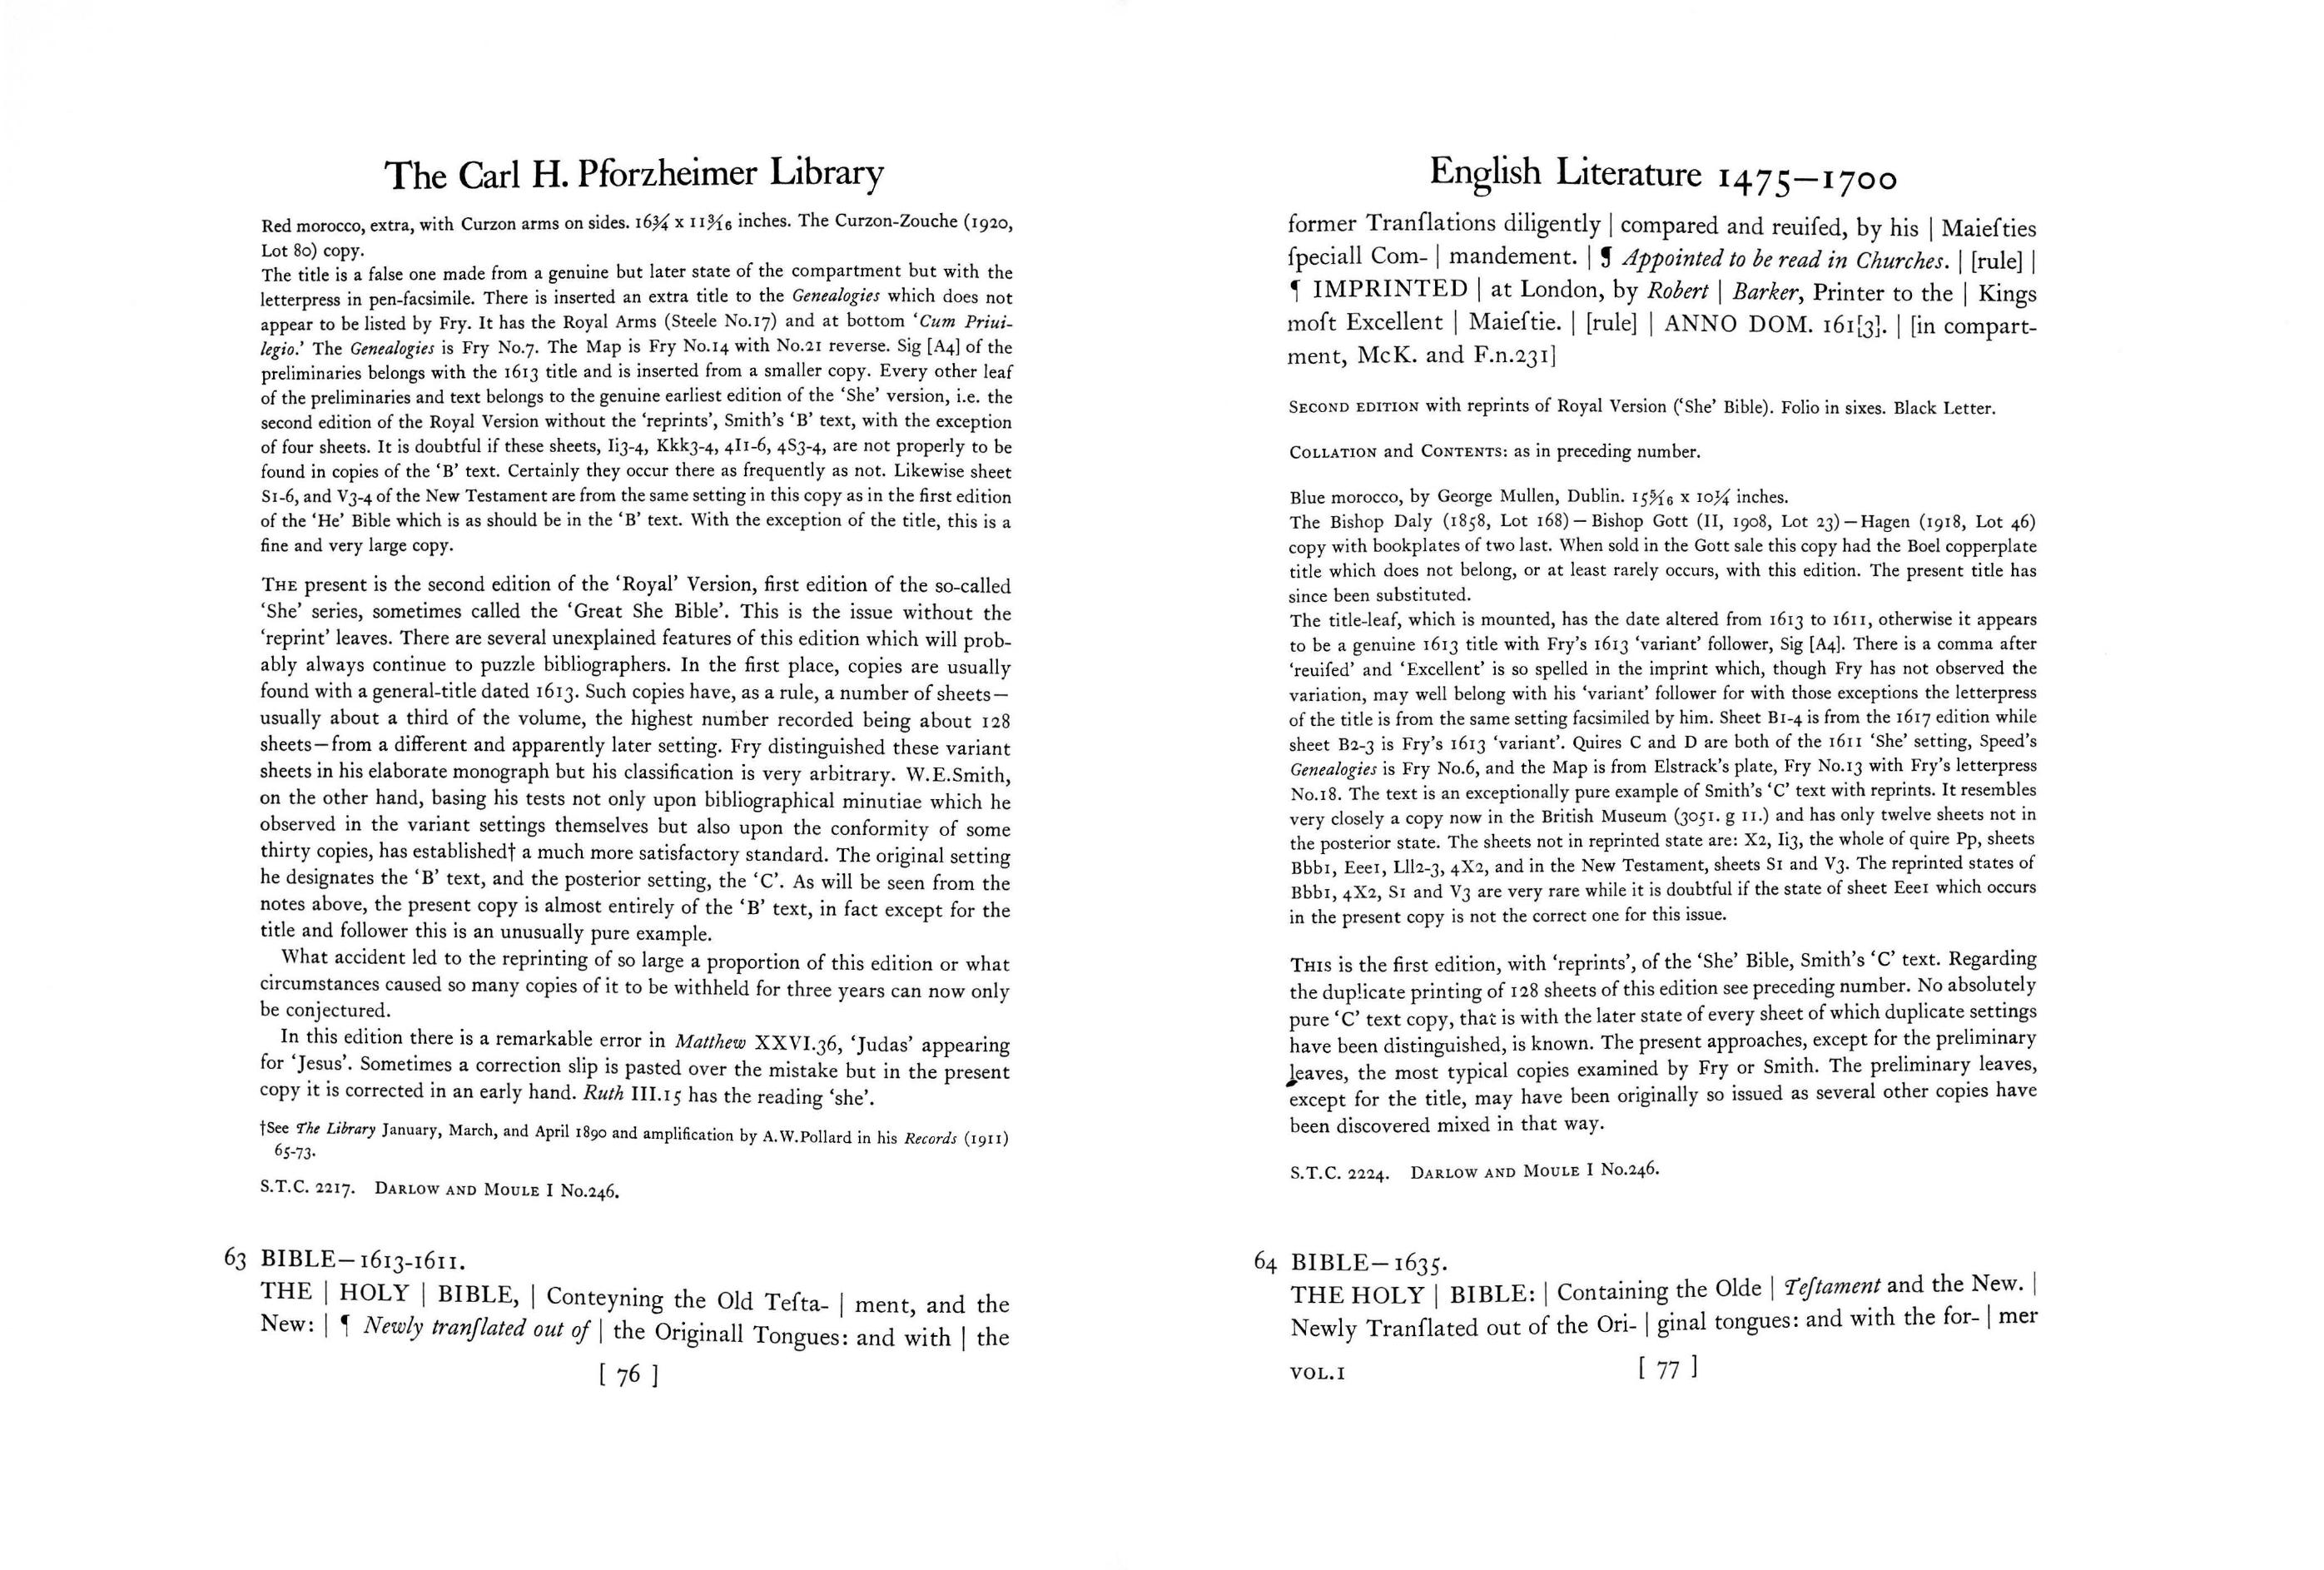 The Carl H. Pforzheimer Library
Red morocco, extra, with Curzon arms on sides. 16¾ x 11³⁄₁₆ inches. The Curzon-Zouche (1920,
Lot 80) copy.
The title is a false one made from a genuine but later state of the compartment but with the
letterpress in pen-facsimile. There is inserted an extra title to the Genealogies which does not
appear to be listed by Fry. It has the Royal Arms (Steele No.17) and at bottom ‘Cum Priui-
legio.’ The Genealogies is Fry No.7. The Map is Fry No.14 with No.21 reverse. Sig [A4] of the
preliminaries belongs with the 1613 title and is inserted from a smaller copy. Every other leaf
of the preliminaries and text belongs to the genuine earliest edition of the ‘She’ version, i.e. the
second edition of the Royal Version without the ‘reprints’, Smith’s ‘B’ text, with the exception
of four sheets. It is doubtful if these sheets, Ii3-4, Kkk3-4, 4I1-6, 4S3-4, are not properly to be
found in copies of the ‘B’ text. Certainly they occur there as frequently as not. Likewise sheet
S1-6, and V3-4 of the New Testament are from the same setting in this copy as in the first edition
of the ‘He’ Bible which is as should be in the ‘B’ text. With the exception of the title, this is a
fine and very large copy.
THE present is the second edition of the ‘Royal’ Version, first edition of the so-called
‘She’ series, sometimes called the ‘Great She Bible’. This is the issue without the
‘reprint’ leaves. There are several unexplained features of this edition which will prob-
ably always continue to puzzle bibliographers. In the first place, copies are usually
found with a general-title dated 1613. Such copies have, as a rule, a number of sheets—
usually about a third of the volume, the highest number recorded being about 128
sheets—from a different and apparently later setting. Fry distinguished these variant
sheets in his elaborate monograph but his classification is very arbitrary. W.E.Smith,
on the other hand, basing his tests not only upon bibliographical minutiae which he
observed in the variant settings themselves but also upon the conformity of some
thirty copies, has established† a much more satisfactory standard. The original setting
he designates the ‘B’ text, and the posterior setting, the ‘C’. As will be seen from the
notes above, the present copy is almost entirely of the ‘B’ text, in fact except for the
title and follower this is an unusually pure example.
What accident led to the reprinting of so large a proportion of this edition or what
circumstances caused so many copies of it to be withheld for three years can now only
be conjectured.
In this edition there is a remarkable error in Matthew XXVI.36, ‘Judas’ appearing
for ‘Jesus’. Sometimes a correction slip is pasted over the mistake but in the present
copy it is corrected in an early hand. Ruth III.15 has the reading ‘she’.
†See The Library January, March, and April 1890 and amplification by A.W.Pollard in his Records (1911)
65-73.
S.T.C. 2217. DARLOW AND MOULE I No.246.
63 BIBLE—1613-1611.
THE | HOLY | BIBLE, | Conteyning the Old Teſta- | ment, and the
New: | ¶ Newly tranſlated out of | the Originall Tongues: and with | the
[ 76 ]
English Literature 1475—1700
former Tranſlations diligently | compared and reuiſed, by his | Maieſties
ſpeciall Com- | mandement. | ¶ Appointed to be read in Churches. | [rule] |
¶ IMPRINTED | at London, by Robert | Barker, Printer to the | Kings
moſt Excellent | Maieſtie. | [rule] | ANNO DOM. 161[3]. | [in compart-
ment, McK. and F.n.231]
SECOND EDITION with reprints of Royal Version (‘She’ Bible). Folio in sixes. Black Letter.
COLLATION and CONTENTS: as in preceding number.
Blue morocco, by George Mullen, Dublin. 15⁵⁄₁₆ x 10¼ inches.
The Bishop Daly (1858, Lot 168)—Bishop Gott (II, 1908, Lot 23)—Hagen (1918, Lot 46)
copy with bookplates of two last. When sold in the Gott sale this copy had the Boel copperplate
title which does not belong, or at least rarely occurs, with this edition. The present title has
since been substituted.
The title-leaf, which is mounted, has the date altered from 1613 to 1611, otherwise it appears
to be a genuine 1613 title with Fry’s 1613 ‘variant’ follower, Sig [A4]. There is a comma after
‘reuiſed’ and ‘Excellent’ is so spelled in the imprint which, though Fry has not observed the
variation, may well belong with his ‘variant’ follower for with those exceptions the letterpress
of the title is from the same setting facsimiled by him. Sheet B1-4 is from the 1617 edition while
sheet B2-3 is Fry’s 1613 ‘variant’. Quires C and D are both of the 1611 ‘She’ setting, Speed’s
Genealogies is Fry No.6, and the Map is from Elstrack’s plate, Fry No.13 with Fry’s letterpress
No.18. The text is an exceptionally pure example of Smith’s ‘C’ text with reprints. It resembles
very closely a copy now in the British Museum (3051. g 11.) and has only twelve sheets not in
the posterior state. The sheets not in reprinted state are: X2, Ii3, the whole of quire Pp, sheets
Bbb1, Eee1, Lll2-3, 4X2, and in the New Testament, sheets S1 and V3. The reprinted states of
Bbb1, 4X2, S1 and V3 are very rare while it is doubtful if the state of sheet Eee1 which occurs
in the present copy is not the correct one for this issue.
THIS is the first edition, with ‘reprints’, of the ‘She’ Bible, Smith’s ‘C’ text. Regarding
the duplicate printing of 128 sheets of this edition see preceding number. No absolutely
pure ‘C’ text copy, that is with the later state of every sheet of which duplicate settings
have been distinguished, is known. The present approaches, except for the preliminary
leaves, the most typical copies examined by Fry or Smith. The preliminary leaves,
except for the title, may have been originally so issued as several other copies have
been discovered mixed in that way.
S.T.C. 2224. DARLOW AND MOULE I No.246.
64 BIBLE—1635.
THE HOLY | BIBLE: | Containing the Olde | Teſtament and the New. |
Newly Tranſlated out of the Ori- | ginal tongues: and with the for- | mer
VOL.I [ 77 ]